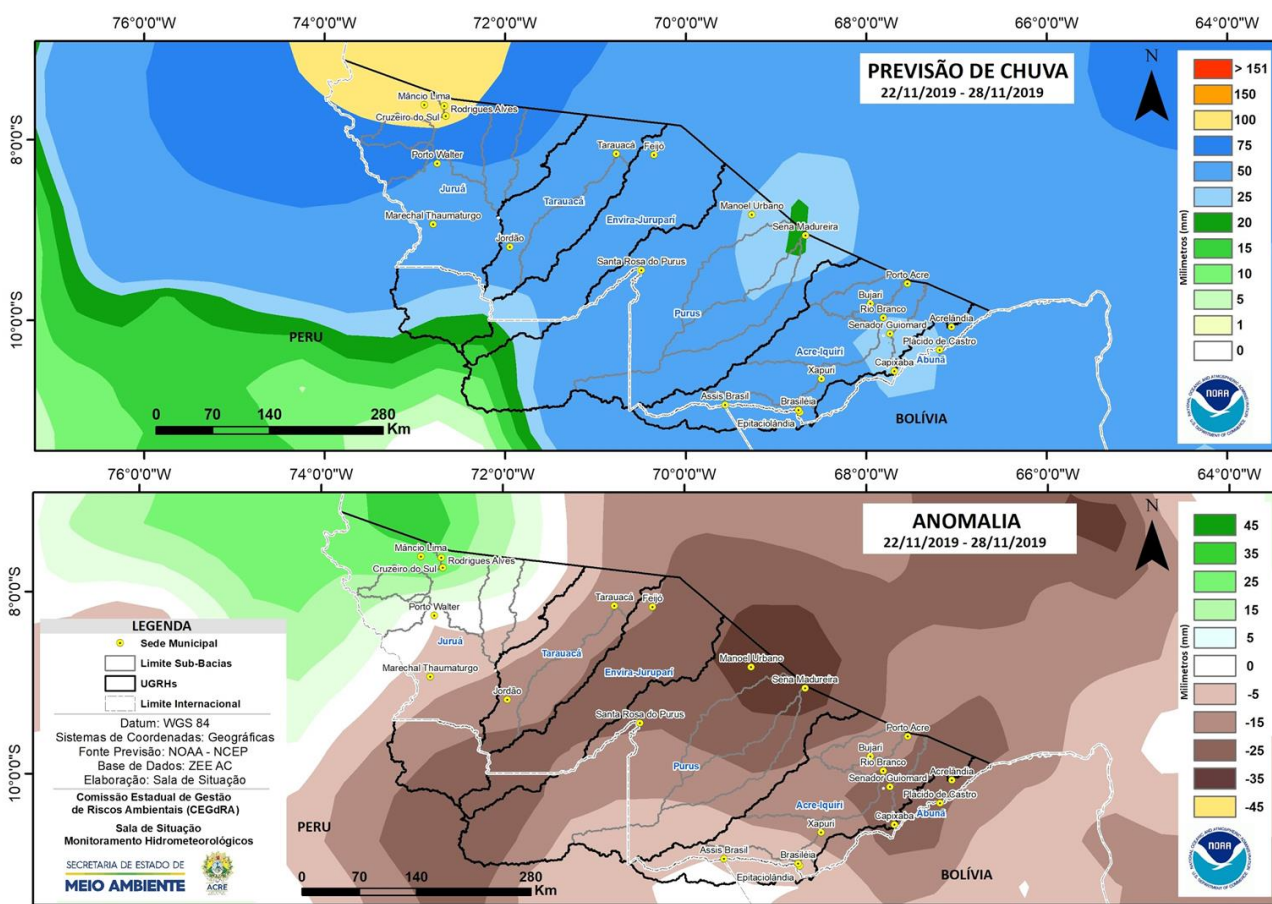 76°0'0"W 74°0'0"W 72°0'0"W 70°0'0"W 68°0'0"W 66°0'0"W 64°0'0"W
PREVISÃO DE CHUVA
22/11/2019 - 28/11/2019
N
> 151
150
100
75
50
25
20
15
10
5
1
0
Milímetros (mm)
8°0'0"S
10°0'0"S
Mâncio Lima
Rodrigues Alves
Cruzeiro do Sul
Porto Walter
Juruá
Marechal Thaumaturgo
Tarauacá
Feijó
Tarauacá
Envira-Jurupari
Jordão
Santa Rosa do Purus
Manoel Urbano
Sena Madureira
Purus
Porto Acre
Bujari
Rio Branco
Senador Guiomard
Acrelândia
Plácido de Castro
Abunã
Acre-Iquiri
Capixaba
Xapuri
Assis Brasil
Brasiléia
Epitaciolândia
PERU
BOLÍVIA
0 70 140 280
Km
NOAA
76°0'0"W 74°0'0"W 72°0'0"W 70°0'0"W 68°0'0"W 66°0'0"W 64°0'0"W
ANOMALIA
22/11/2019 - 28/11/2019
N
45
35
25
15
5
0
-5
-15
-25
-35
-45
Milímetros (mm)
8°0'0"S
10°0'0"S
Mâncio Lima
Rodrigues Alves
Cruzeiro do Sul
Porto Walter
Juruá
Marechal Thaumaturgo
Tarauacá
Feijó
Tarauacá
Envira-Jurupari
Jordão
Santa Rosa do Purus
Manoel Urbano
Sena Madureira
Purus
Porto Acre
Bujari
Rio Branco
Senador Guiomard
Acrelândia
Plácido de Castro
Abunã
Acre-Iquiri
Capixaba
Xapuri
Assis Brasil
Brasiléia
Epitaciolândia
PERU
BOLÍVIA
0 70 140 280
Km
NOAA
LEGENDA
Sede Municipal
Limite Sub-Bacias
UGRHs
Limite Internacional
Datum: WGS 84
Sistemas de Coordenadas: Geográficas
Fonte Previsão: NOAA - NCEP
Base de Dados: ZEE AC
Elaboração: Sala de Situação
Comissão Estadual de Gestão
de Riscos Ambientais (CEGdRA)
Sala de Situação
Monitoramento Hidrometeorológicos
SECRETARIA DE ESTADO DE
MEIO AMBIENTE
ACRE